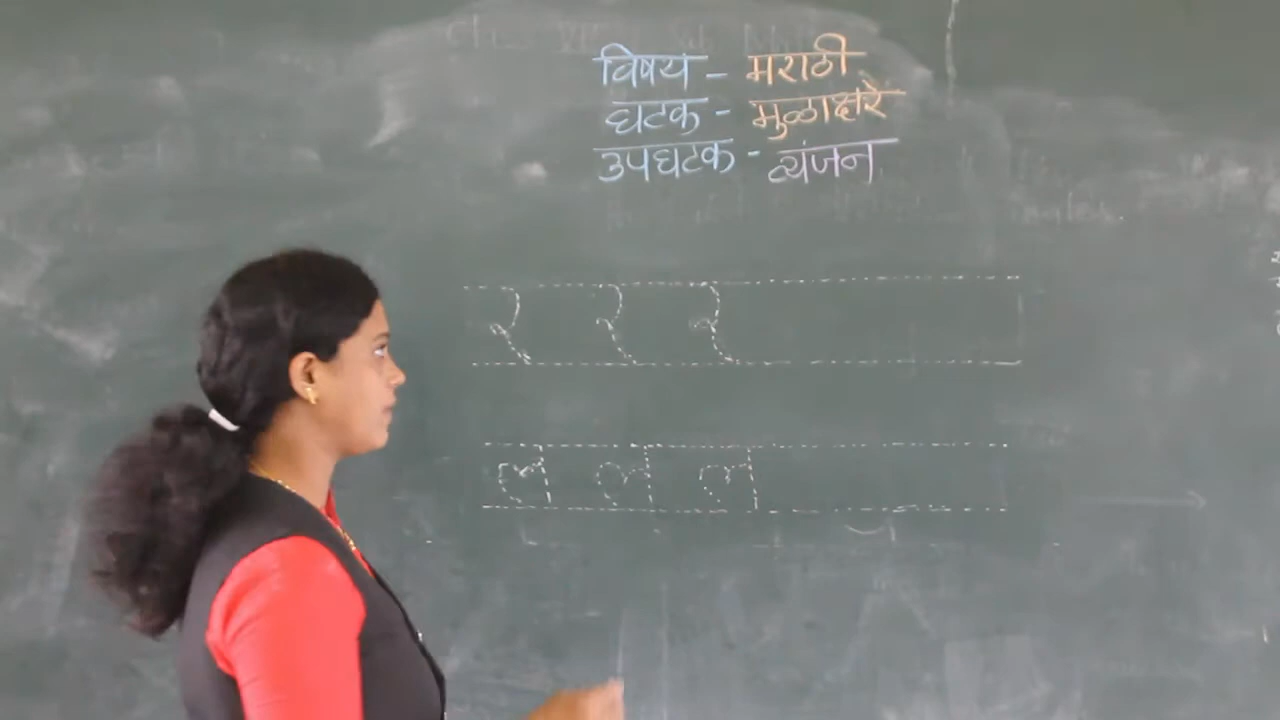 विषय - मराठी
घटक - मुळाक्षरे
उपघटक - व्यंजन
र र र
ल ल ल